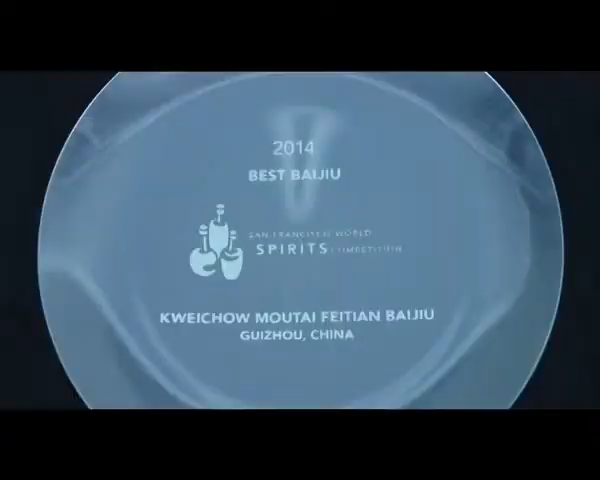 2014
BEST BAIJIU
SAN FRANCISCO WORLD
SPIRITS COMPETITION
KWEICHOW MOUTAI FEITIAN BAIJIU
GUIZHOU, CHINA